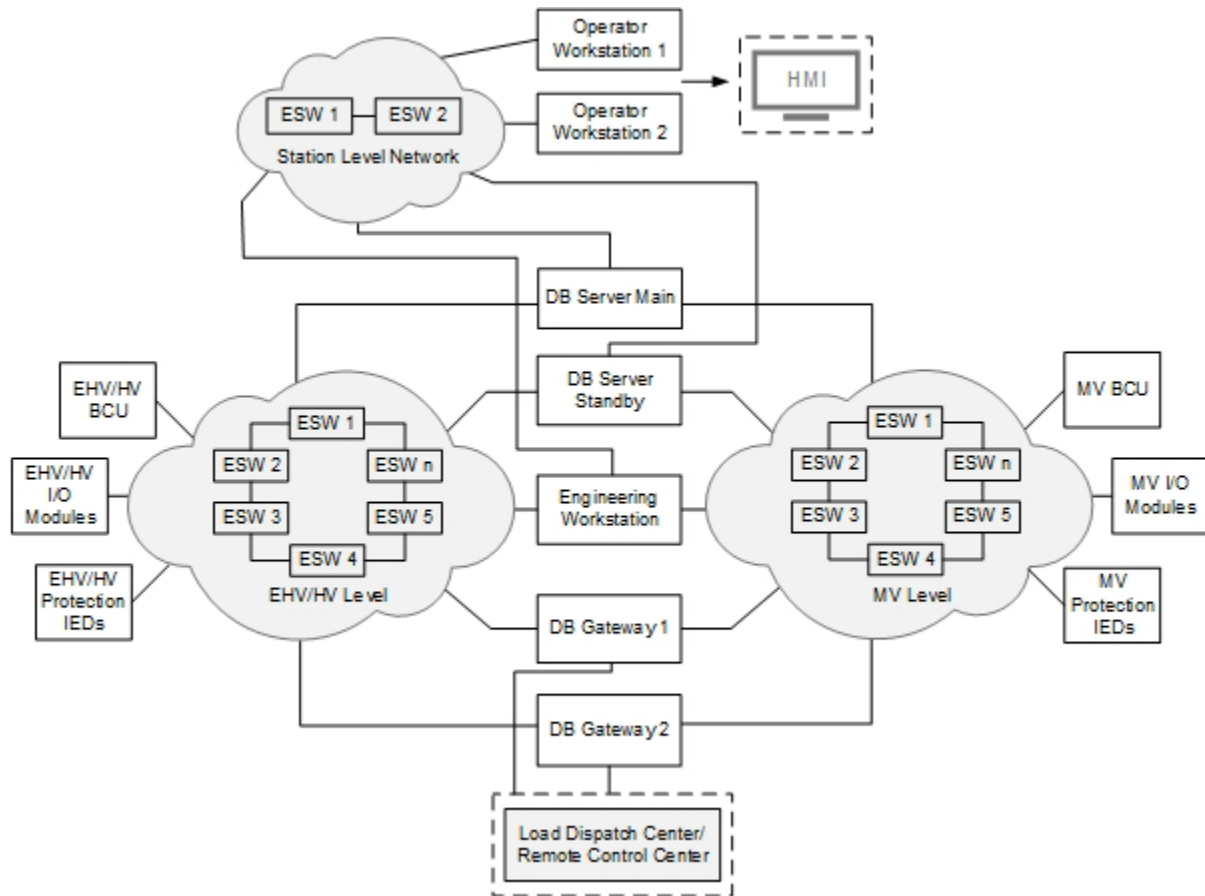 Operator
Workstation 1
HMI
Operator
Workstation 2
ESW 1
ESW 2
Station Level Network
DB Server Main
DB Server
Standby
Engineering
Workstation
DB Gateway 1
DB Gateway 2
EHV/HV
BCU
EHV/HV
I/O
Modules
EHV/HV
Protection
IEDs
ESW 1
ESW 2
ESW n
ESW 3
ESW 5
ESW 4
EHV/HV Level
ESW 1
ESW 2
ESW n
ESW 3
ESW 5
ESW 4
MV Level
MV BCU
MV I/O
Modules
MV
Protection
IEDs
Load Dispatch Center/
Remote Control Center